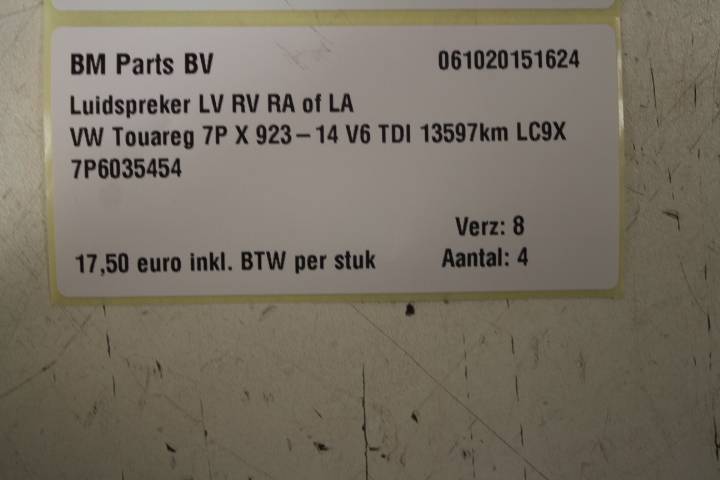 BM Parts BV 061020151624
Luidspreker LV RV RA of LA
VW Touareg 7P X 923-14 V6 TDI 13597km LC9X
7P6035454
Verz: 8
17,50 euro inkl. BTW per stuk Aantal: 4